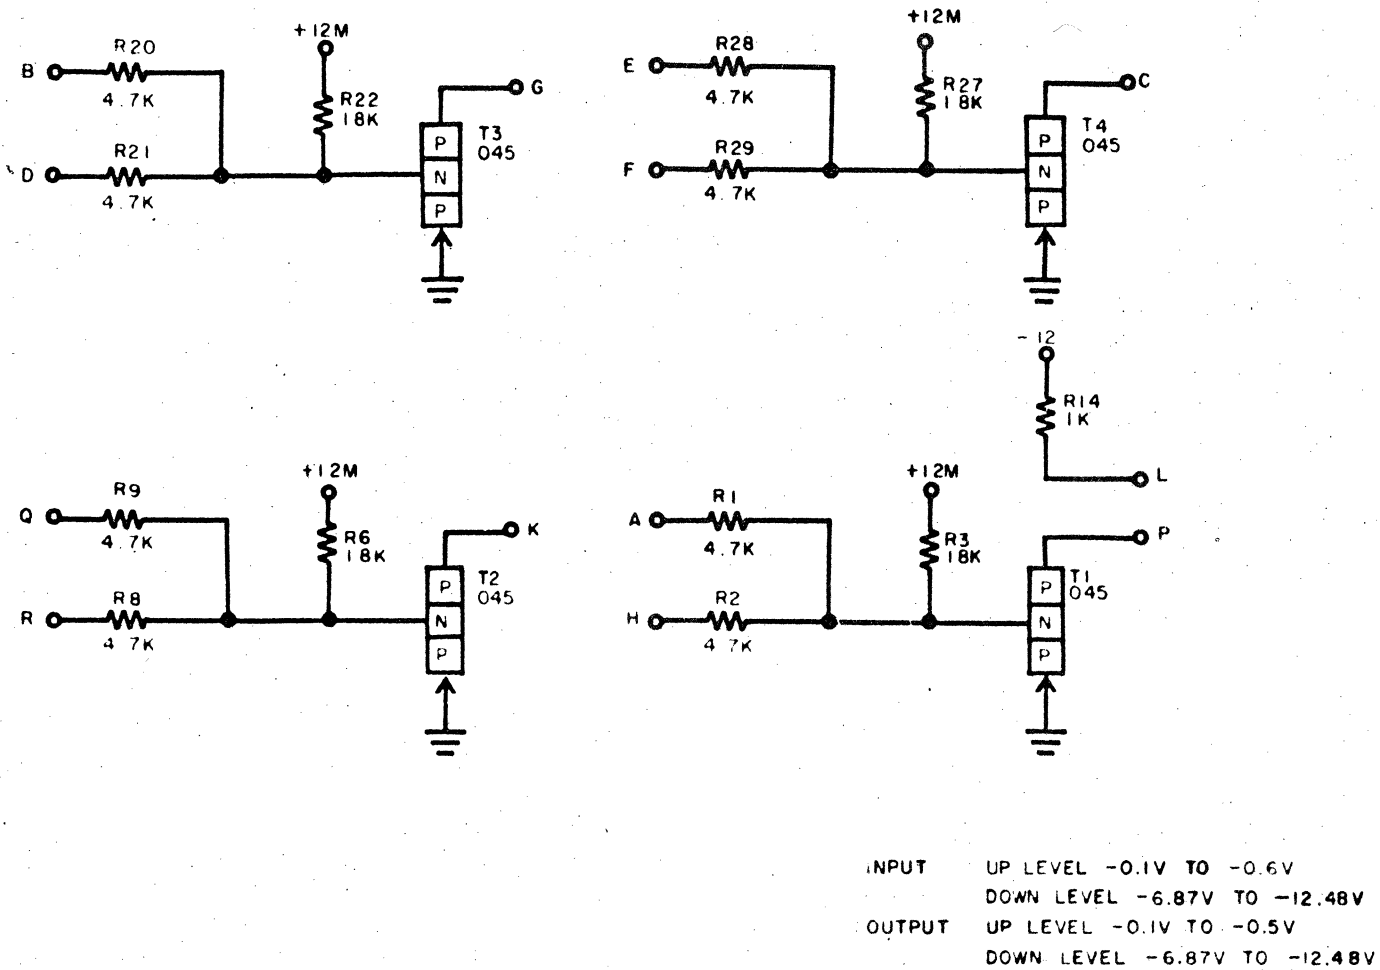 +12M
R20
B
4.7K
R22
18K
G
P
N
P
T3
045
R21
D
4.7K
+12M
R28
E
4.7K
R27
18K
C
P
N
P
T4
045
R29
F
4.7K
-12
R14
1K
L
+12M
R9
Q
4.7K
R6
18K
K
P
N
P
T2
045
R8
R
4.7K
+12M
R1
A
4.7K
R3
18K
P
P
N
P
T1
045
R2
H
4.7K
INPUT UP LEVEL -0.1V TO -0.6V
DOWN LEVEL -6.87V TO -12.48V
OUTPUT UP LEVEL -0.1V TO -0.5V
DOWN LEVEL -6.87V TO -12.48V